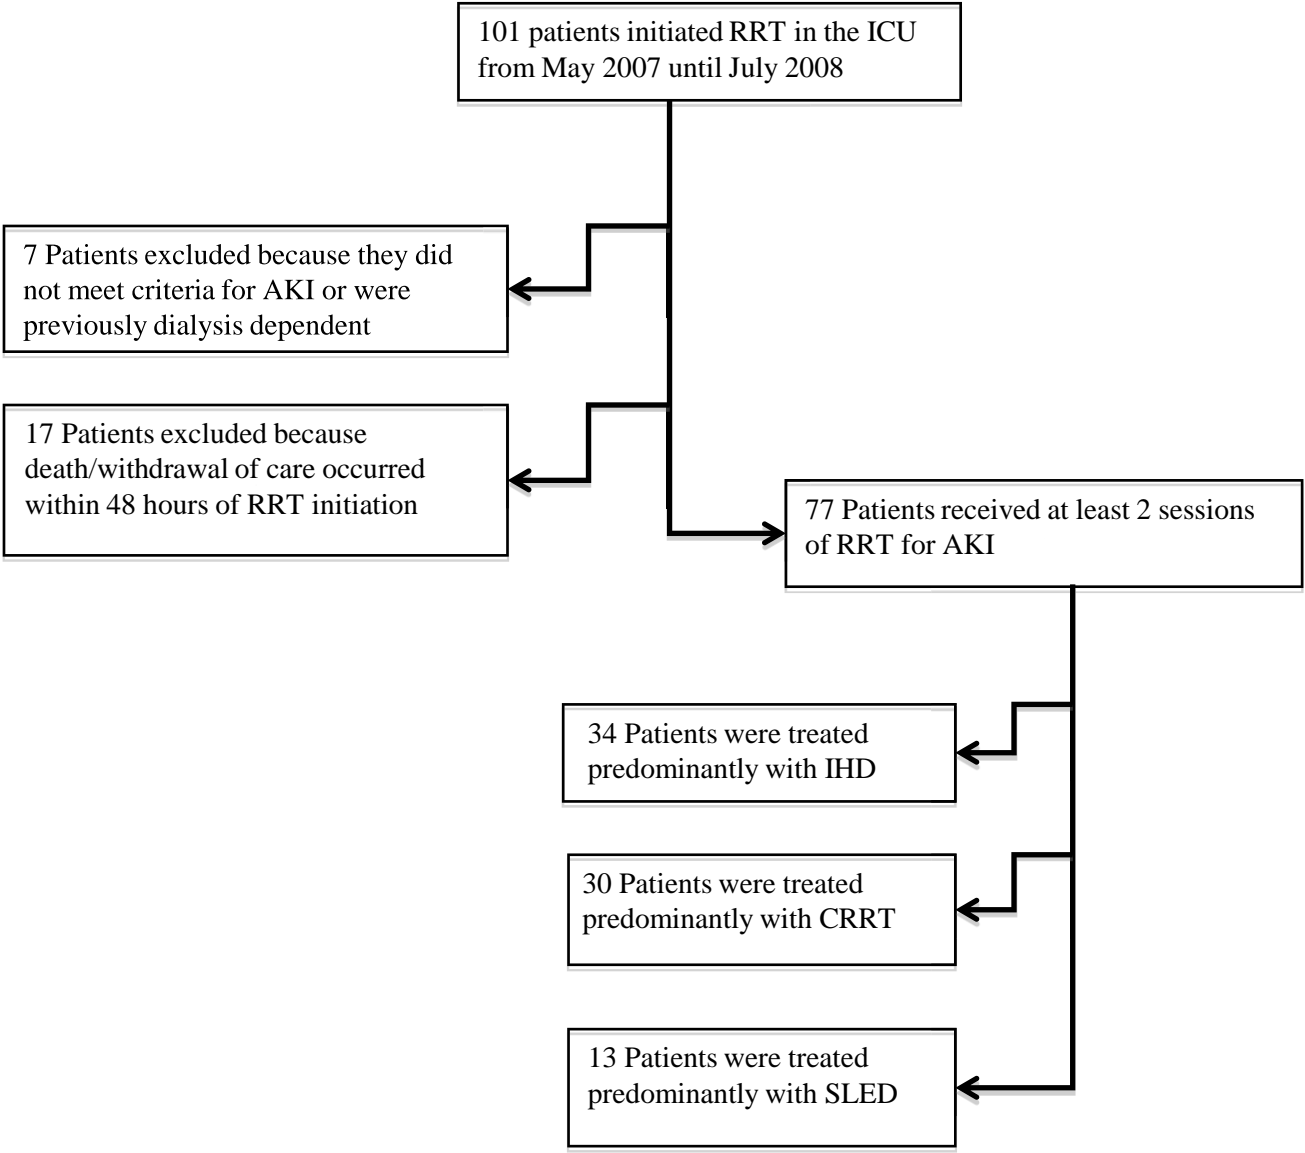 101 patients initiated RRT in the ICU
from May 2007 until July 2008
7 Patients excluded because they did
not meet criteria for AKI or were
previously dialysis dependent
17 Patients excluded because
death/withdrawal of care occurred
within 48 hours of RRT initiation
77 Patients received at least 2 sessions
of RRT for AKI
34 Patients were treated
predominantly with IHD
30 Patients were treated
predominantly with CRRT
13 Patients were treated
predominantly with SLED